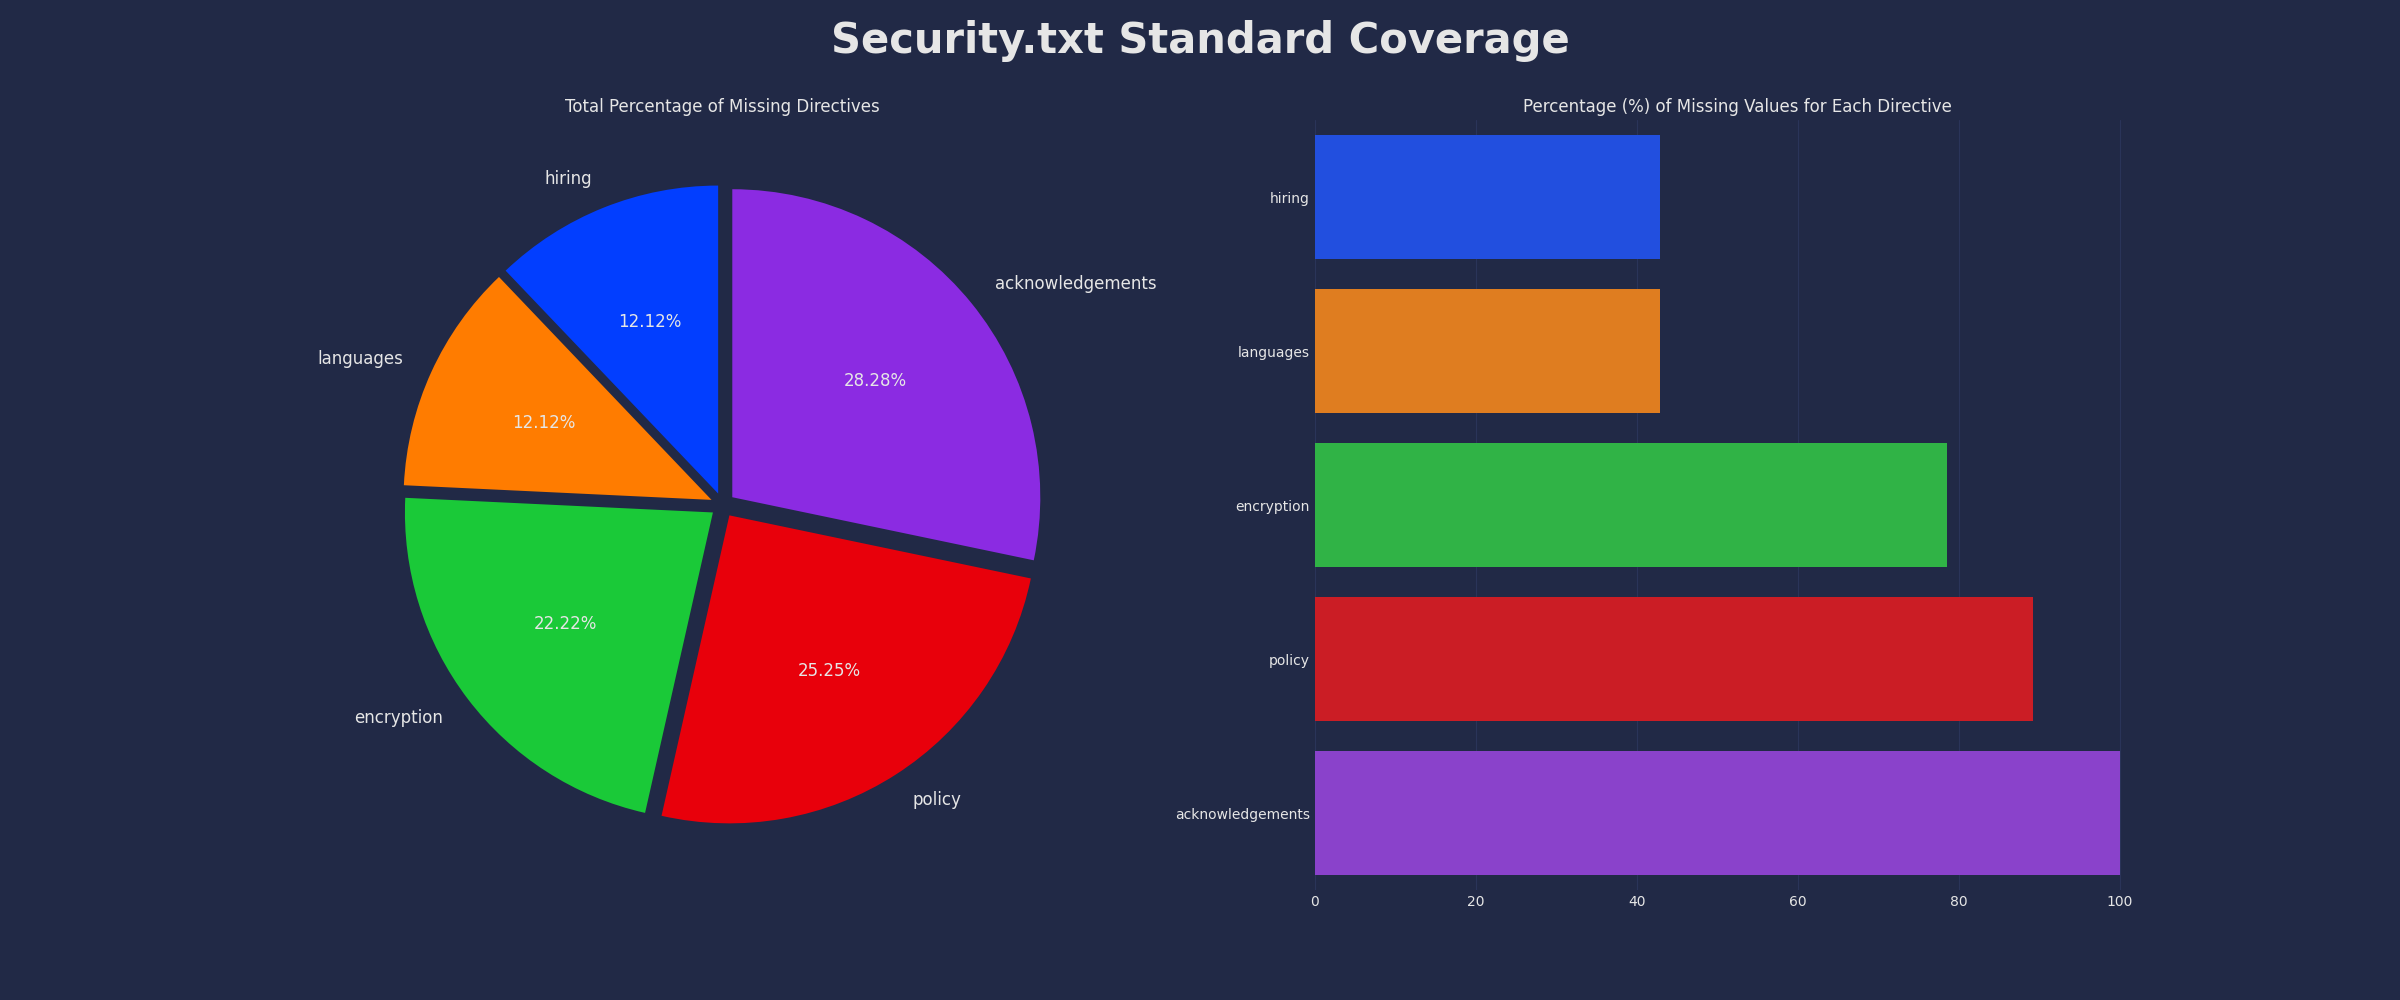 Security.txt Standard Coverage
Total Percentage of Missing Directives
hiring
acknowledgements
languages
encryption
policy
12.12%
28.28%
12.12%
22.22%
25.25%
Percentage (%) of Missing Values for Each Directive
hiring
languages
encryption
policy
acknowledgements
0 20 40 60 80 100